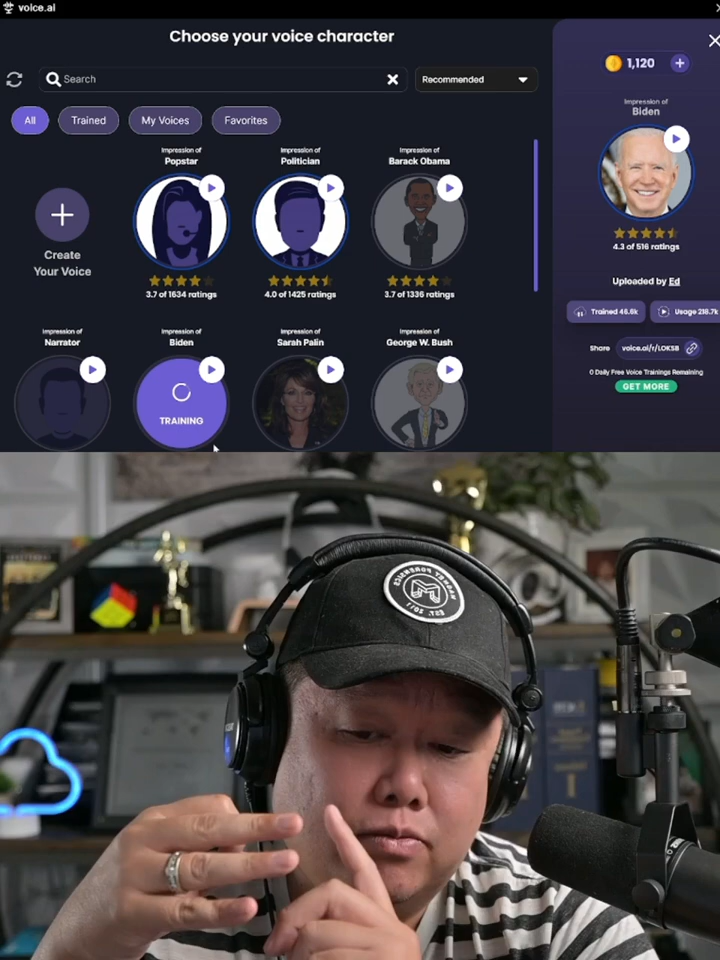 voice.ai
Choose your voice character
Search
Recommended
All
Trained
My Voices
Favorites
Create
Your Voice
Impression of
Popstar
3.7 of 1634 ratings
Impression of
Politician
4.0 of 1425 ratings
Impression of
Barack Obama
3.7 of 1336 ratings
Impression of
Narrator
Impression of
Biden
TRAINING
Impression of
Sarah Palin
Impression of
George W. Bush
1,120
Impression of
Biden
4.3 of 516 ratings
Uploaded by Ed
Trained 46.6k
Usage 218.7k
Share
voice.ai/r/LOKSB
0 Daily Free Voice Trainings Remaining
GET MORE
EST. 2017